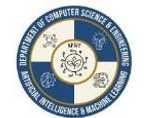 DEPARTMENT OF COMPUTER SCIENCE & ENGINEERING
ARTIFICIAL INTELLIGENCE & MACHINE LEARNING